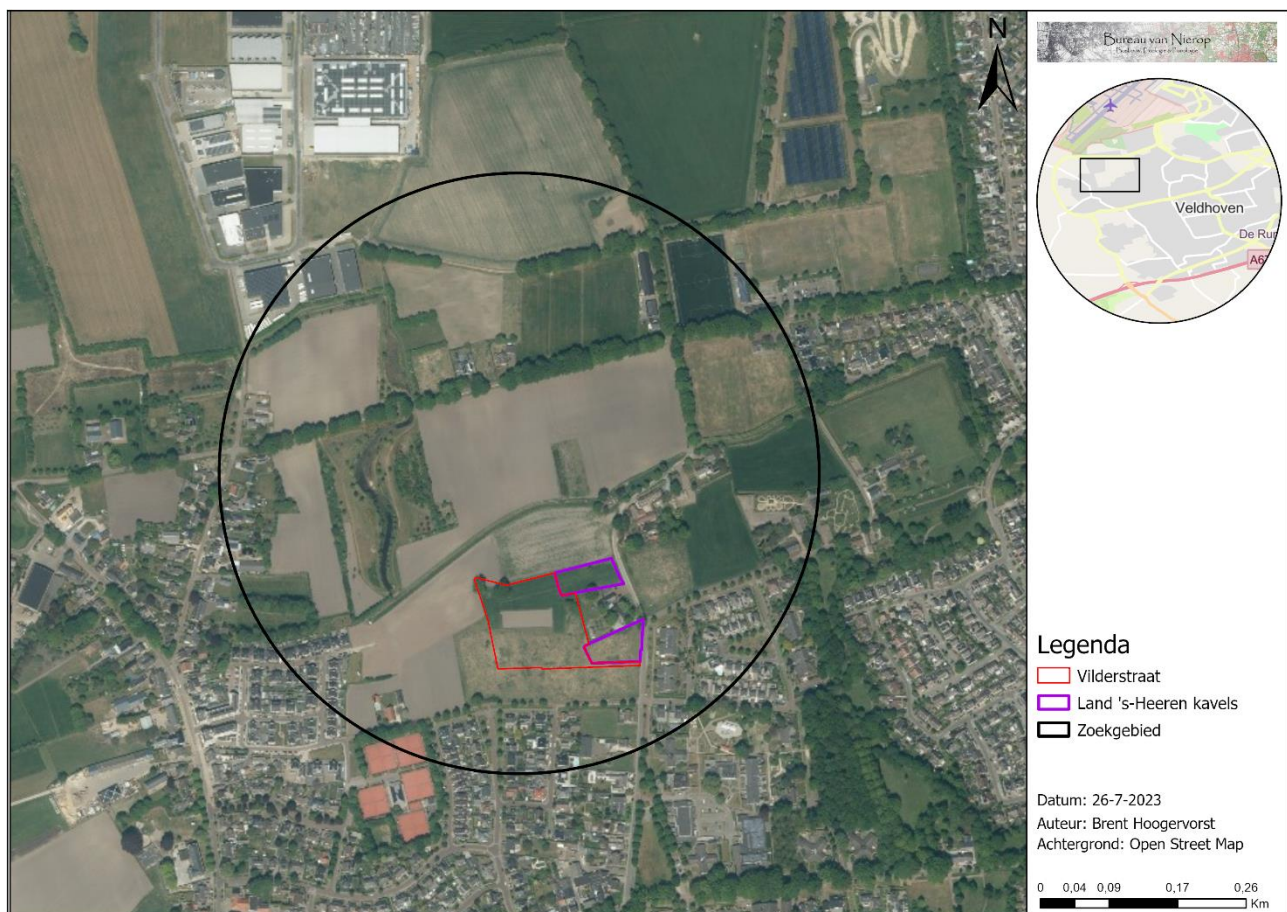 N
Bureau van Nierop
Veldhoven
De Rur
A67
Legenda
Vilderstraat
Land 's-Heeren kavels
Zoekgebied
Datum: 26-7-2023
Auteur: Brent Hoogervorst
Achtergrond: Open Street Map
0 0,04 0,09 0,17 0,26
Km